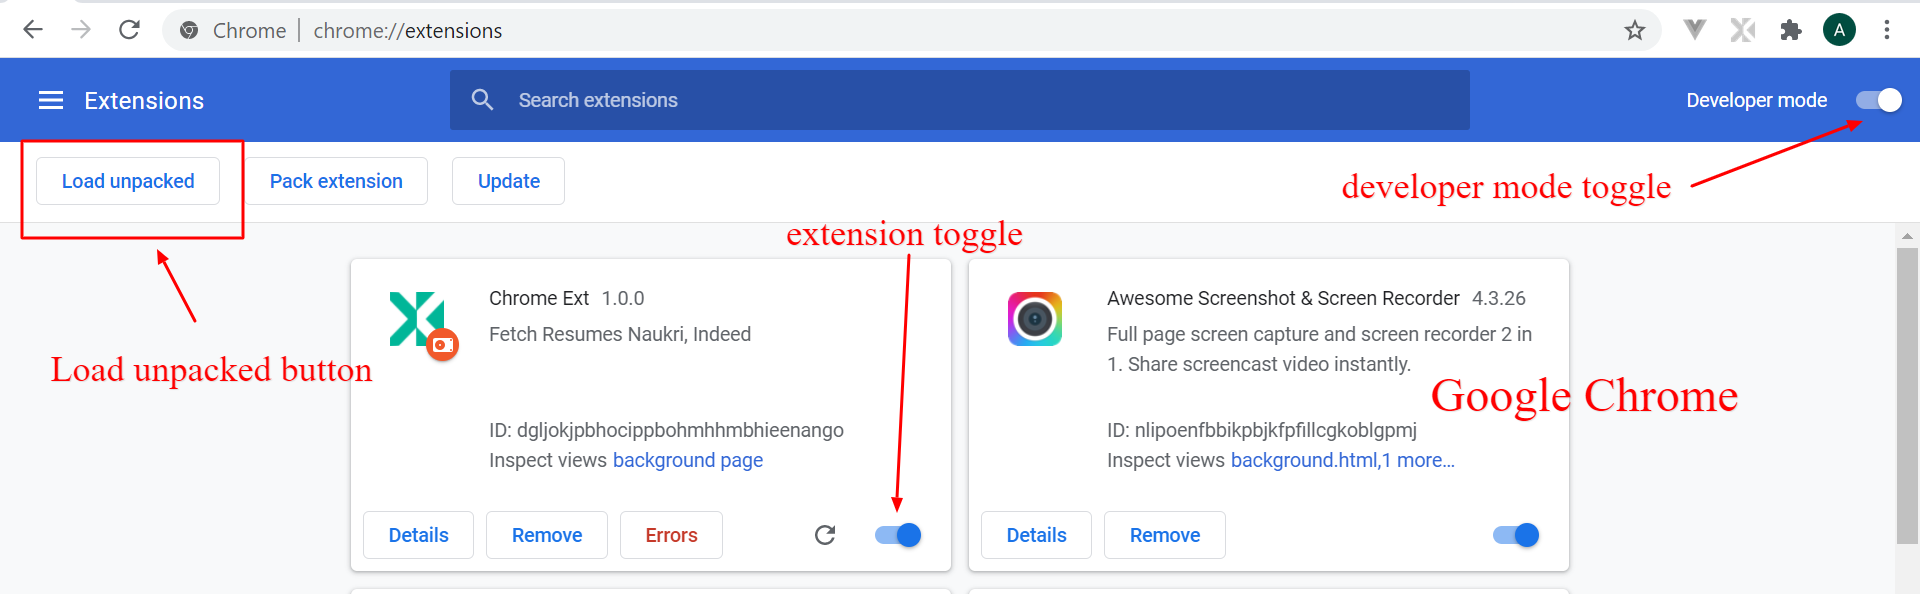 Chrome | chrome://extensions
A
Extensions
Search extensions
Developer mode
Load unpacked
Pack extension
Update
developer mode toggle
extension toggle
Load unpacked button
Chrome Ext 1.0.0
Fetch Resumes Naukri, Indeed
ID: dgljokjpbhocippbohmhhmbhieenango
Inspect views background page
Details
Remove
Errors
Awesome Screenshot & Screen Recorder 4.3.26
Full page screen capture and screen recorder 2 in
1. Share screencast video instantly.
Google Chrome
ID: nlipoenfbbikpbjkfpfillcgkoblgpmj
Inspect views background.html,1 more...
Details
Remove